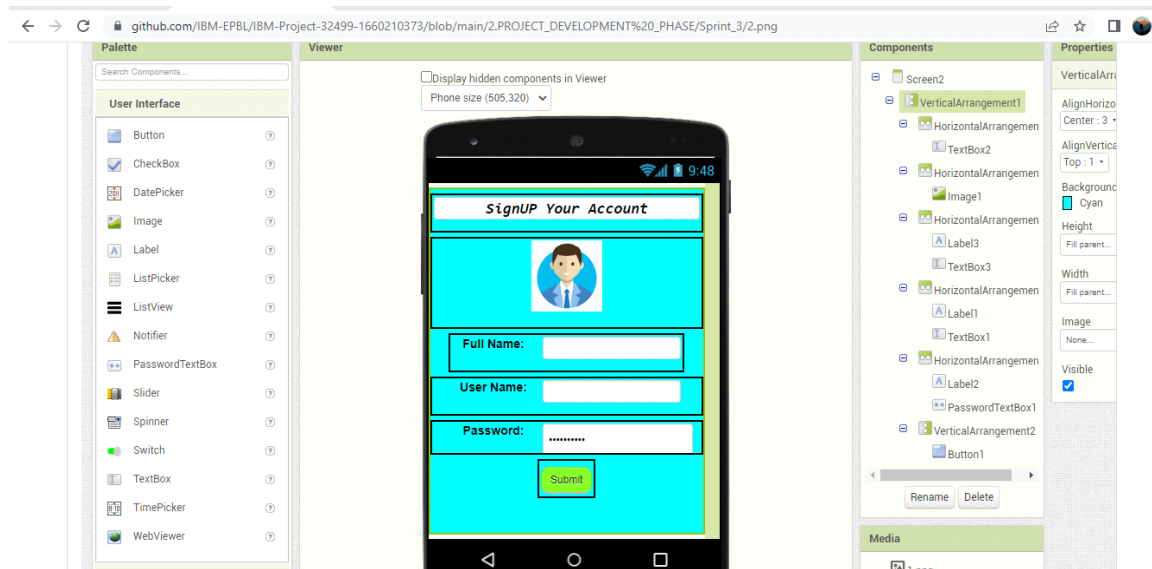 github.com/IBM-EPBL/IBM-Project-32499-1660210373/blob/main/2.PROJECT_DEVELOPMENT%20_PHASE/Sprint_3/2.png
Palette
Search Components...
User Interface
Button
CheckBox
DatePicker
Image
Label
ListPicker
ListView
Notifier
PasswordTextBox
Slider
Spinner
Switch
TextBox
TimePicker
WebViewer
Viewer
Display hidden components in Viewer
Phone size (505,320)
9:48
SignUP Your Account
Full Name:
User Name:
Password:
Submit
Components
Screen2
VerticalArrangement1
HorizontalArrangemen
TextBox2
HorizontalArrangemen
Image1
HorizontalArrangemen
Label3
TextBox3
HorizontalArrangemen
Label1
TextBox1
HorizontalArrangemen
Label2
PasswordTextBox1
VerticalArrangement2
Button1
Rename Delete
Media
Properties
VerticalArra
AlignHorizo
Center : 3
AlignVertica
Top : 1
Background
Cyan
Height
Fill parent...
Width
Fill parent...
Image
None...
Visible